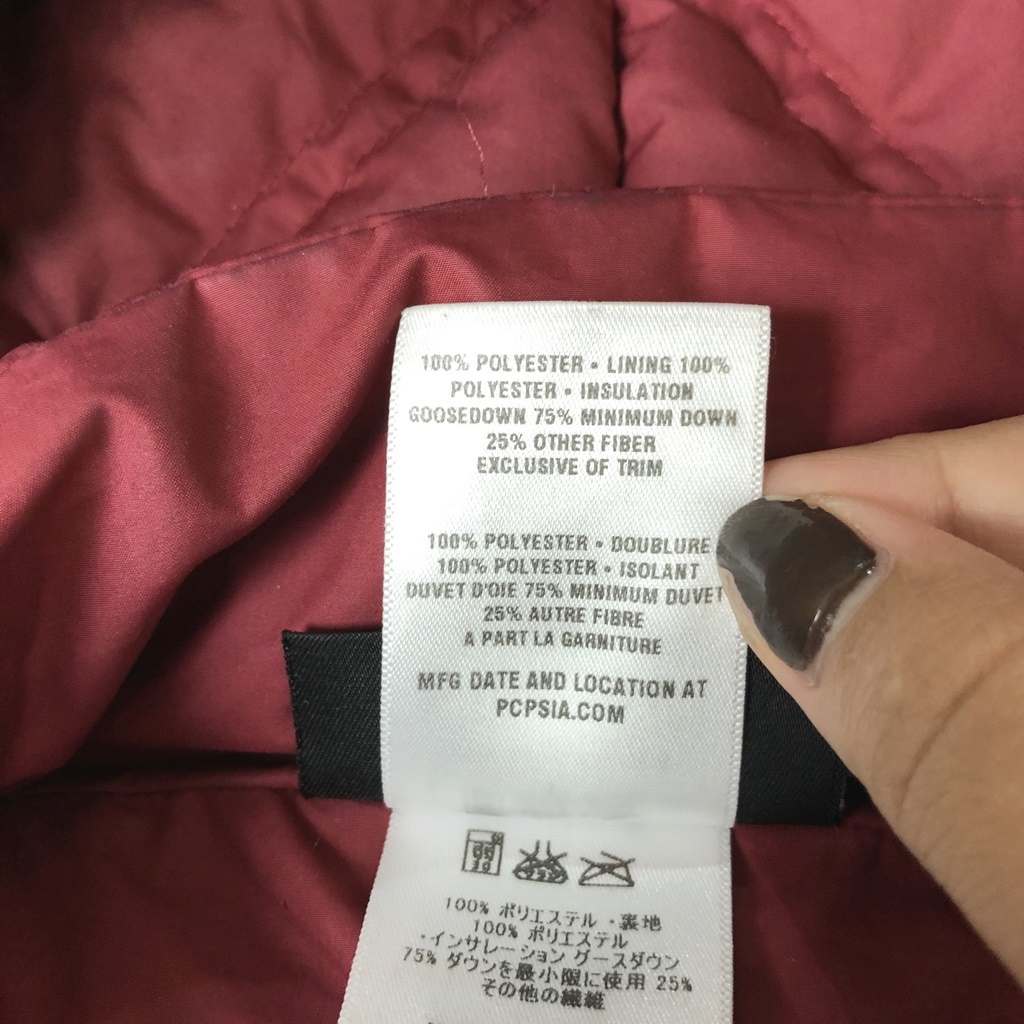 100% POLYESTER • LINING 100%
POLYESTER • INSULATION
GOOSEDOWN 75% MINIMUM DOWN
25% OTHER FIBER
EXCLUSIVE OF TRIM
100% POLYESTER • DOUBLURE
100% POLYESTER • ISOLANT
DUVET D'OIE 75% MINIMUM DUVET
25% AUTRE FIBRE
A PART LA GARNITURE
MFG DATE AND LOCATION AT
PCPSIA.COM
100% ポリエステル・裏地
100% ポリエステル
・インサレーション グースダウン
75% ダウンを最小限に使用 25%
その他の繊維